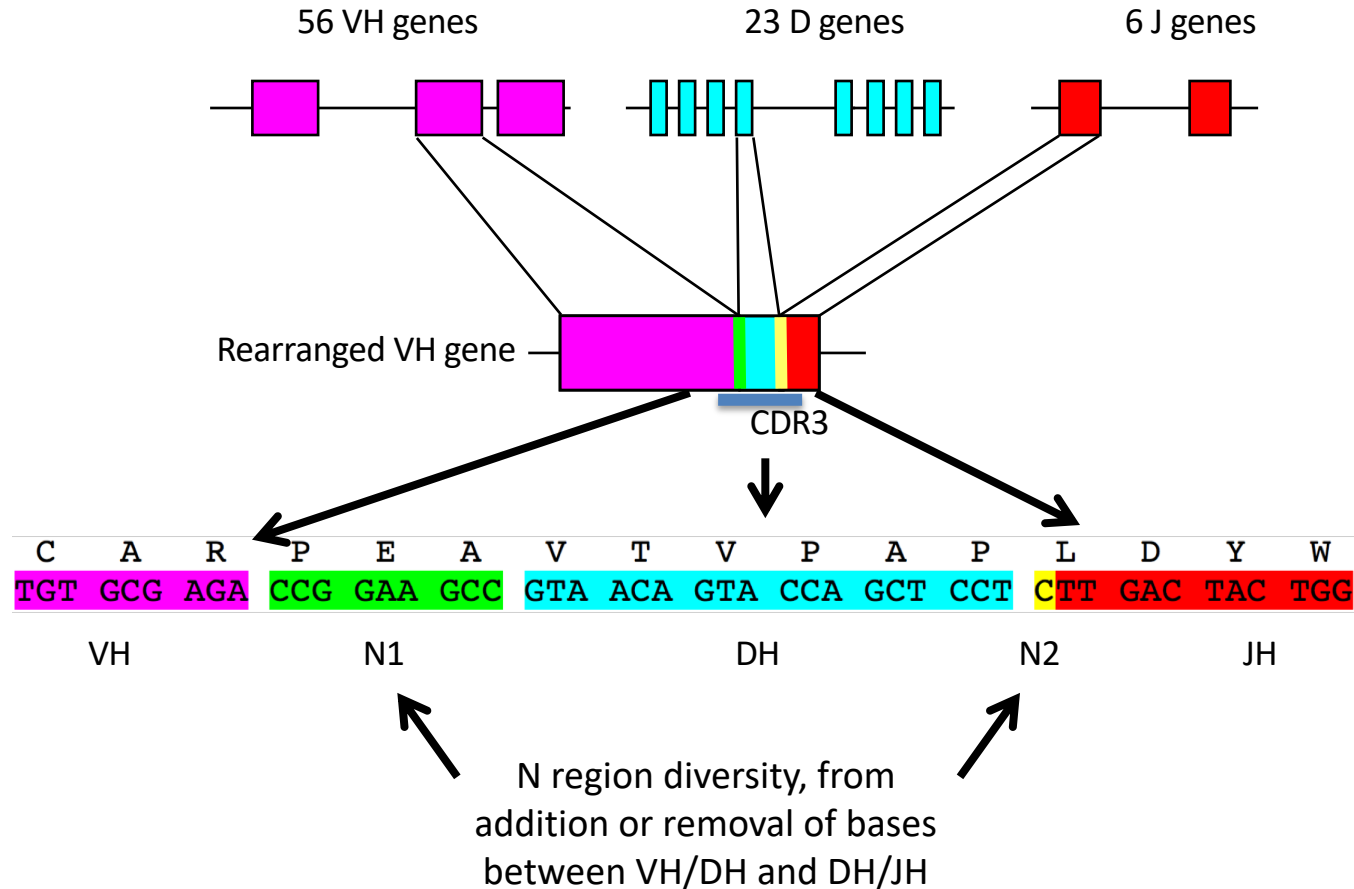 56 VH genes 23 D genes 6 J genes
Rearranged VH gene
CDR3
C A R P E A V T V P A P L D Y W
TGT GCG AGA CCG GAA GCC GTA ACA GTA CCA GCT CCT CTT GAC TAC TGG
VH N1 DH N2 JH
N region diversity, from
addition or removal of bases
between VH/DH and DH/JH